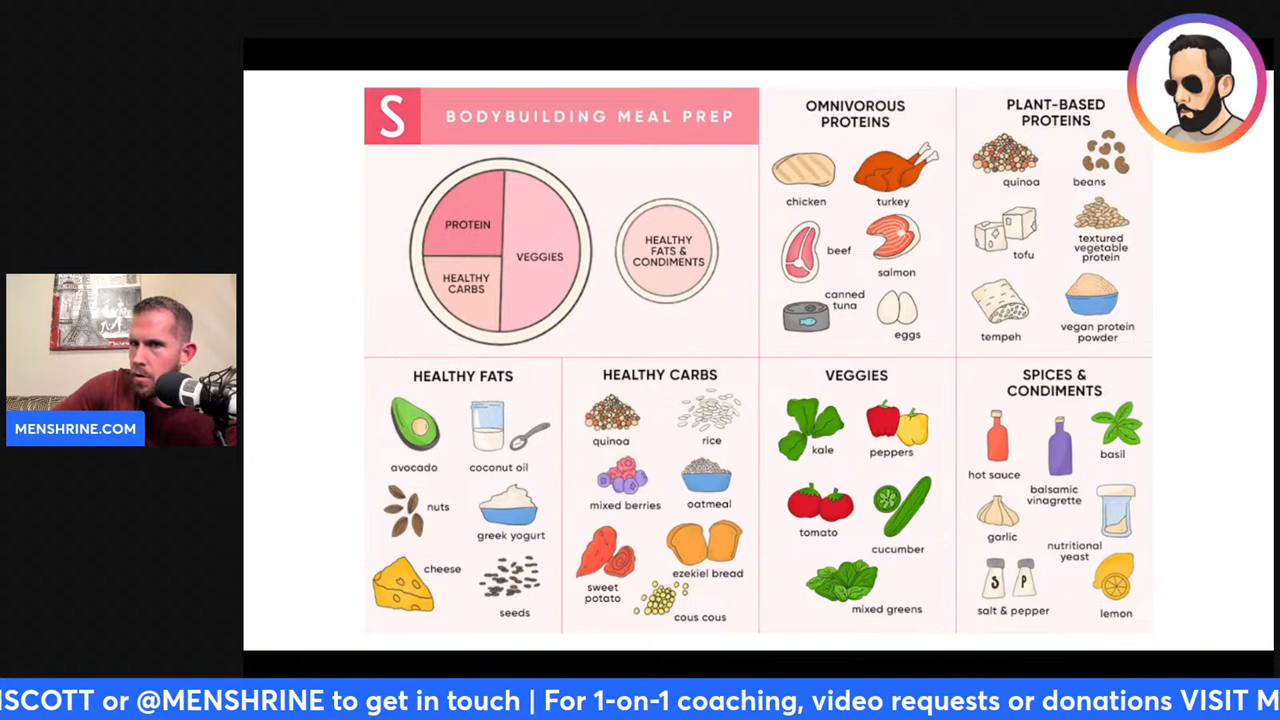 S
BODYBUILDING MEAL PREP
PROTEIN
HEALTHY
CARBS
VEGGIES
HEALTHY
FATS &
CONDIMENTS
OMNIVOROUS
PROTEINS
chicken
turkey
beef
salmon
canned
tuna
eggs
PLANT-BASED
PROTEINS
quinoa
beans
tofu
textured
vegetable
protein
tempeh
vegan protein
powder
HEALTHY FATS
avocado
coconut oil
nuts
greek yogurt
cheese
seeds
HEALTHY CARBS
quinoa
rice
mixed berries
oatmeal
sweet
potato
ezekiel bread
cous cous
VEGGIES
kale
peppers
tomato
cucumber
mixed greens
SPICES &
CONDIMENTS
hot sauce
balsamic
vinagrette
basil
garlic
nutritional
yeast
S P
salt & pepper
lemon
MENSHRINE.COM
ISCOTT or @MENSHRINE to get in touch | For 1-on-1 coaching, video requests or donations VISIT M